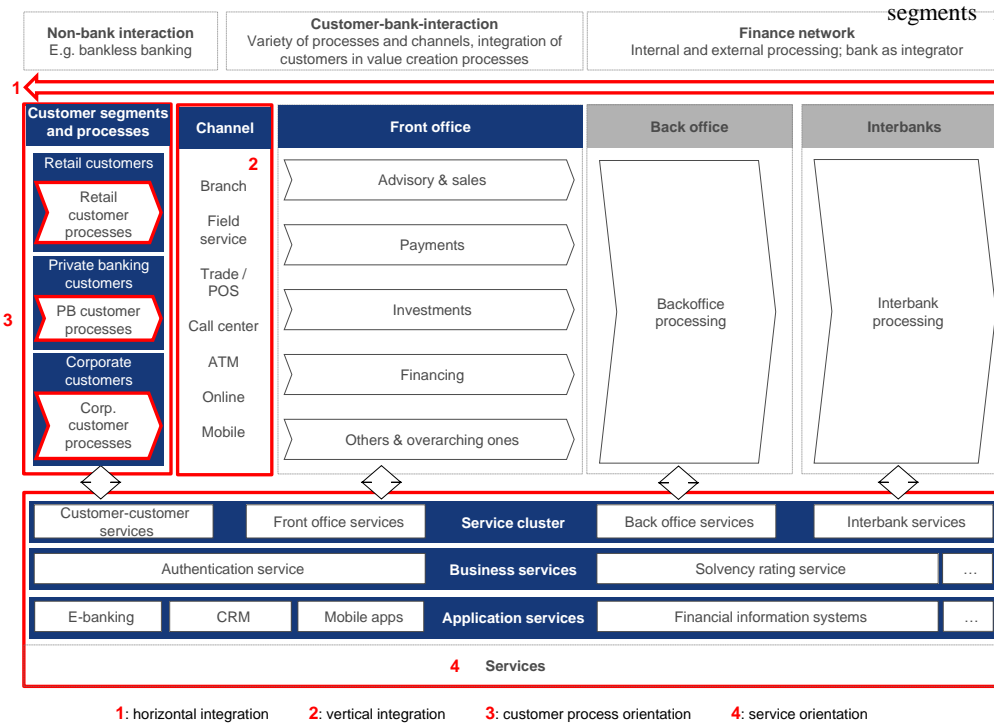 segments
Non-bank interaction
E.g. bankless banking
Customer-bank-interaction
Variety of processes and channels, integration of
customers in value creation processes
Finance network
Internal and external processing; bank as integrator
1
Customer segments
and processes
Channel
Front office
Back office
Interbanks
2
3
Retail customers
Retail
customer
processes
Private banking
customers
PB customer
processes
Corporate
customers
Corp.
customer
processes
Branch
Field
service
Trade /
POS
Call center
ATM
Online
Mobile
Advisory & sales
Payments
Investments
Financing
Others & overarching ones
Backoffice
processing
Interbank
processing
Customer-customer
services
Front office services
Service cluster
Back office services
Interbank services
Authentication service
Business services
Solvency rating service
…
E-banking
CRM
Mobile apps
Application services
Financial information systems
…
4 Services
1: horizontal integration 2: vertical integration 3: customer process orientation 4: service orientation